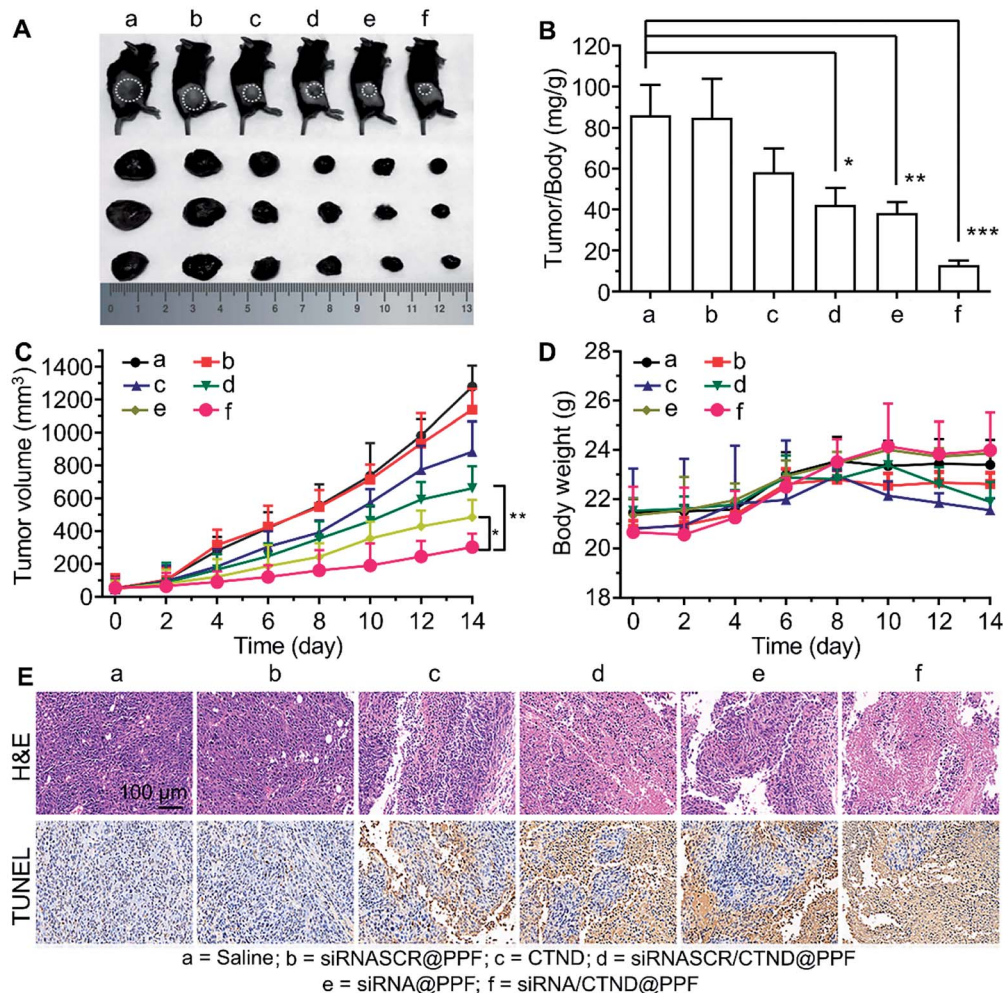 A
a b c d e f
0 1 2 3 4 5 6 7 8 9 10 11 12 13
B
Tumor/Body (mg/g)
120
100
80
60
40
20
0
*
**
***
a b c d e f
C
Tumor volume (mm³)
1400
1200
1000
800
600
400
200
0
a b
c d
e f
**
*
0 2 4 6 8 10 12 14
Time (day)
D
Body weight (g)
28
26
24
22
20
18
a b
c d
e f
0 2 4 6 8 10 12 14
Time (day)
E
a b c d e f
H&E
100 µm
TUNEL
a = Saline; b = siRNASCR@PPF; c = CTND; d = siRNASCR/CTND@PPF
e = siRNA@PPF; f = siRNA/CTND@PPF